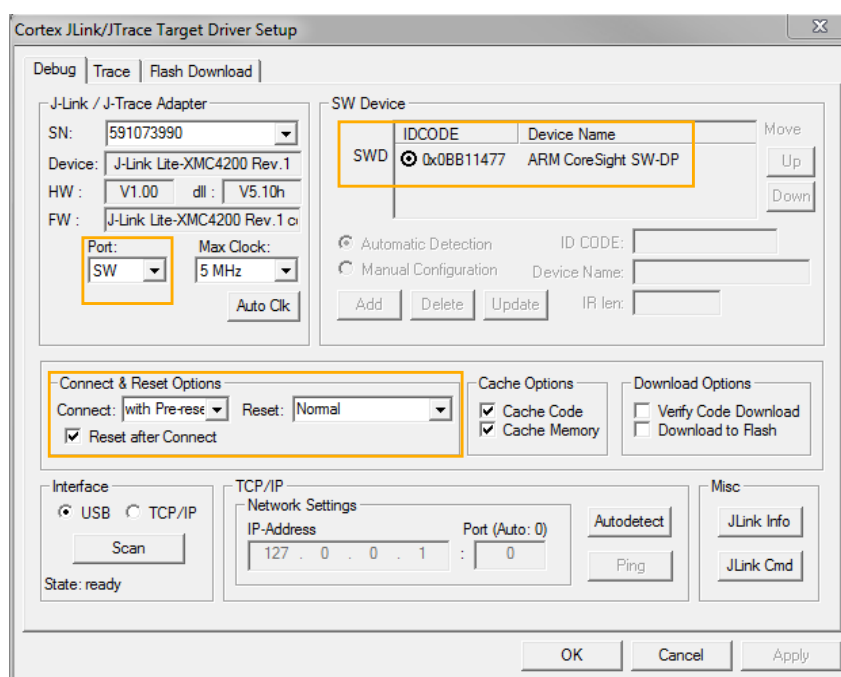 Cortex JLink/JTrace Target Driver Setup
Debug Trace Flash Download
J-Link / J-Trace Adapter
SN: 591073990
Device: J-Link Lite-XMC4200 Rev.1
HW : V1.00 dll : V5.10h
FW : J-Link Lite-XMC4200 Rev.1 c
Port: Max Clock:
SW 5 MHz
Auto Clk
SW Device
IDCODE Device Name
SWD 0x0BB11477 ARM CoreSight SW-DP
Move
Up
Down
Automatic Detection ID CODE:
Manual Configuration Device Name:
Add Delete Update IR len:
Connect & Reset Options
Connect: with Pre-rese Reset: Normal
Reset after Connect
Cache Options
Cache Code
Cache Memory
Download Options
Verify Code Download
Download to Flash
Interface
USB TCP/IP
Scan
State: ready
TCP/IP
Network Settings
IP-Address Port (Auto: 0)
127 . 0 . 0 . 1 : 0
Autodetect
Ping
Misc
JLink Info
JLink Cmd
OK Cancel Apply